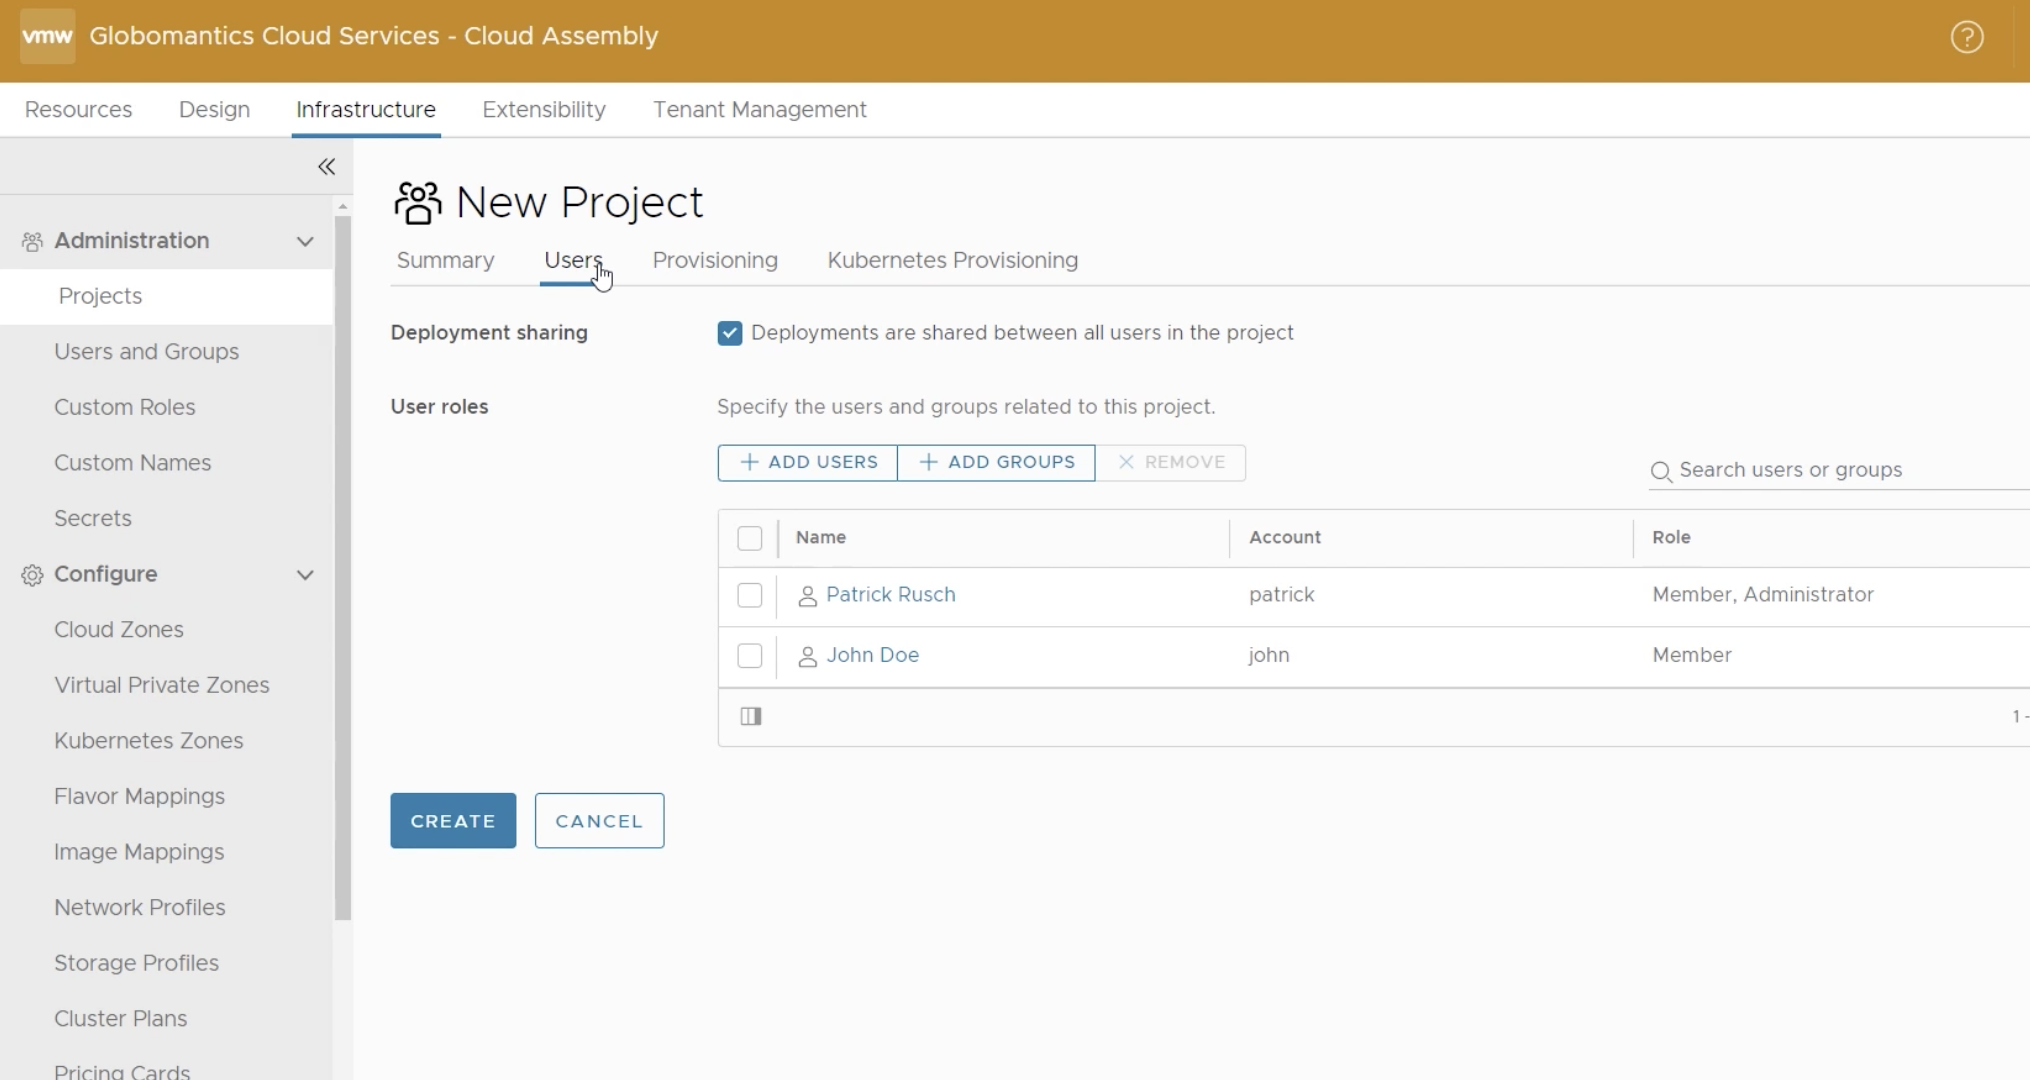 vmw Globomantics Cloud Services - Cloud Assembly ?
Resources Design Infrastructure Extensibility Tenant Management
Administration
Projects
Users and Groups
Custom Roles
Custom Names
Secrets
Configure
Cloud Zones
Virtual Private Zones
Kubernetes Zones
Flavor Mappings
Image Mappings
Network Profiles
Storage Profiles
Cluster Plans
Pricing Cards
New Project
Summary Users Provisioning Kubernetes Provisioning
Deployment sharing Deployments are shared between all users in the project
User roles Specify the users and groups related to this project.
+ ADD USERS + ADD GROUPS × REMOVE Search users or groups
Name Account Role
Patrick Rusch patrick Member, Administrator
John Doe john Member
1 -
CREATE CANCEL